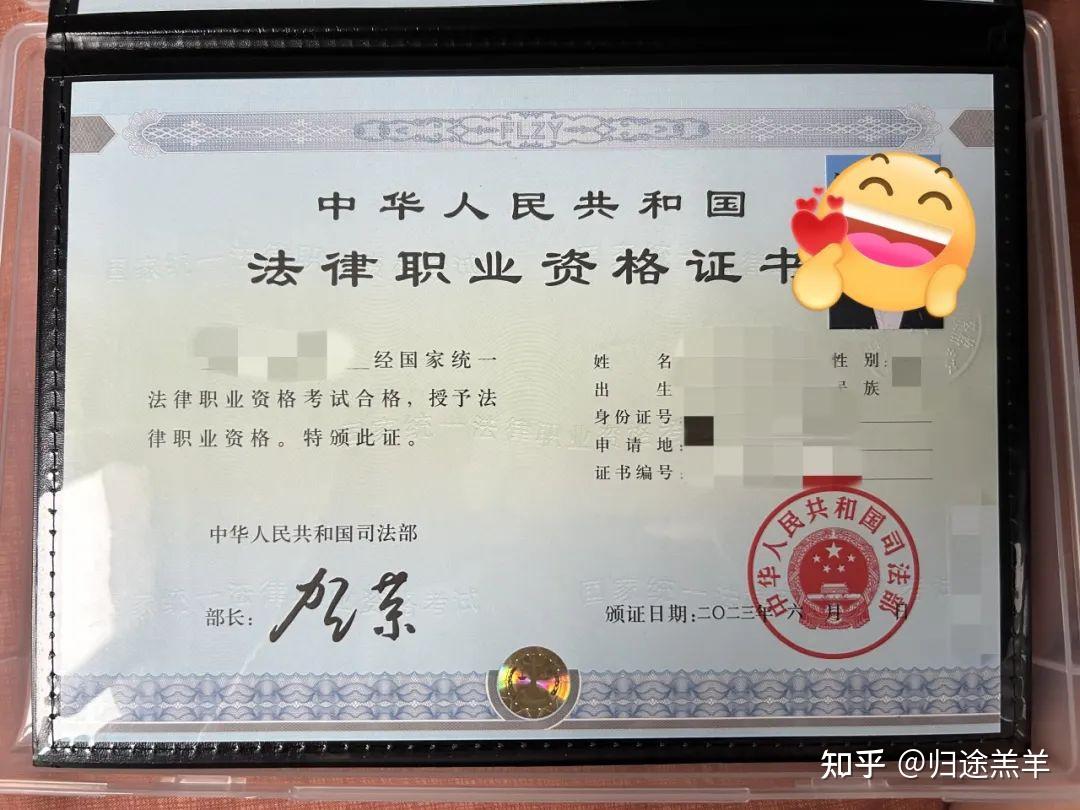 FLZY
中华人民共和国
法律职业资格证书
经国家统一
法律职业资格考试合格，授予法
律职业资格。特颁此证。
姓 名
性 别：
出 生
族
身份证号：
申 请 地：
证书编号：
中华人民共和国司法部
部长：
颁证日期：二〇二三年 六 月 日
中华人民共和国司法部
知乎 @归途羔羊